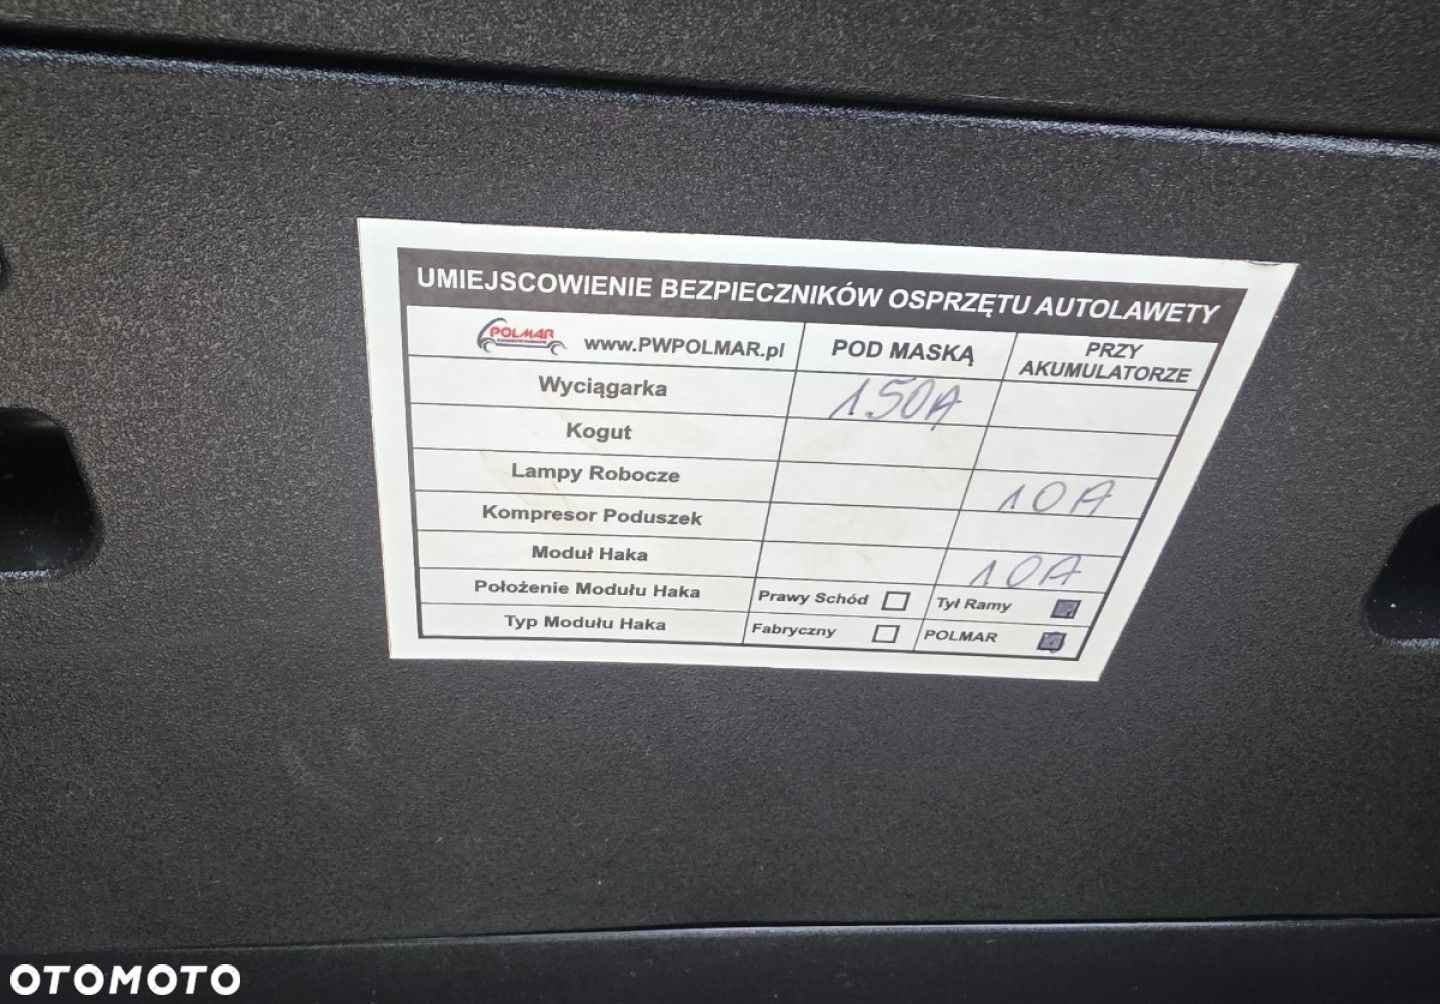 UMIEJSCOWIENIE BEZPIECZNIKÓW OSPRZĘTU AUTOLAWETY
POLMAR www.PWPOLMAR.pl POD MASKĄ PRZY AKUMULATORZE
Wyciągarka 150A
Kogut
Lampy Robocze 10A
Kompresor Poduszek
Moduł Haka 10A
Położenie Modułu Haka Prawy Schód Tył Ramy
Typ Modułu Haka Fabryczny POLMAR
OTOMOTO